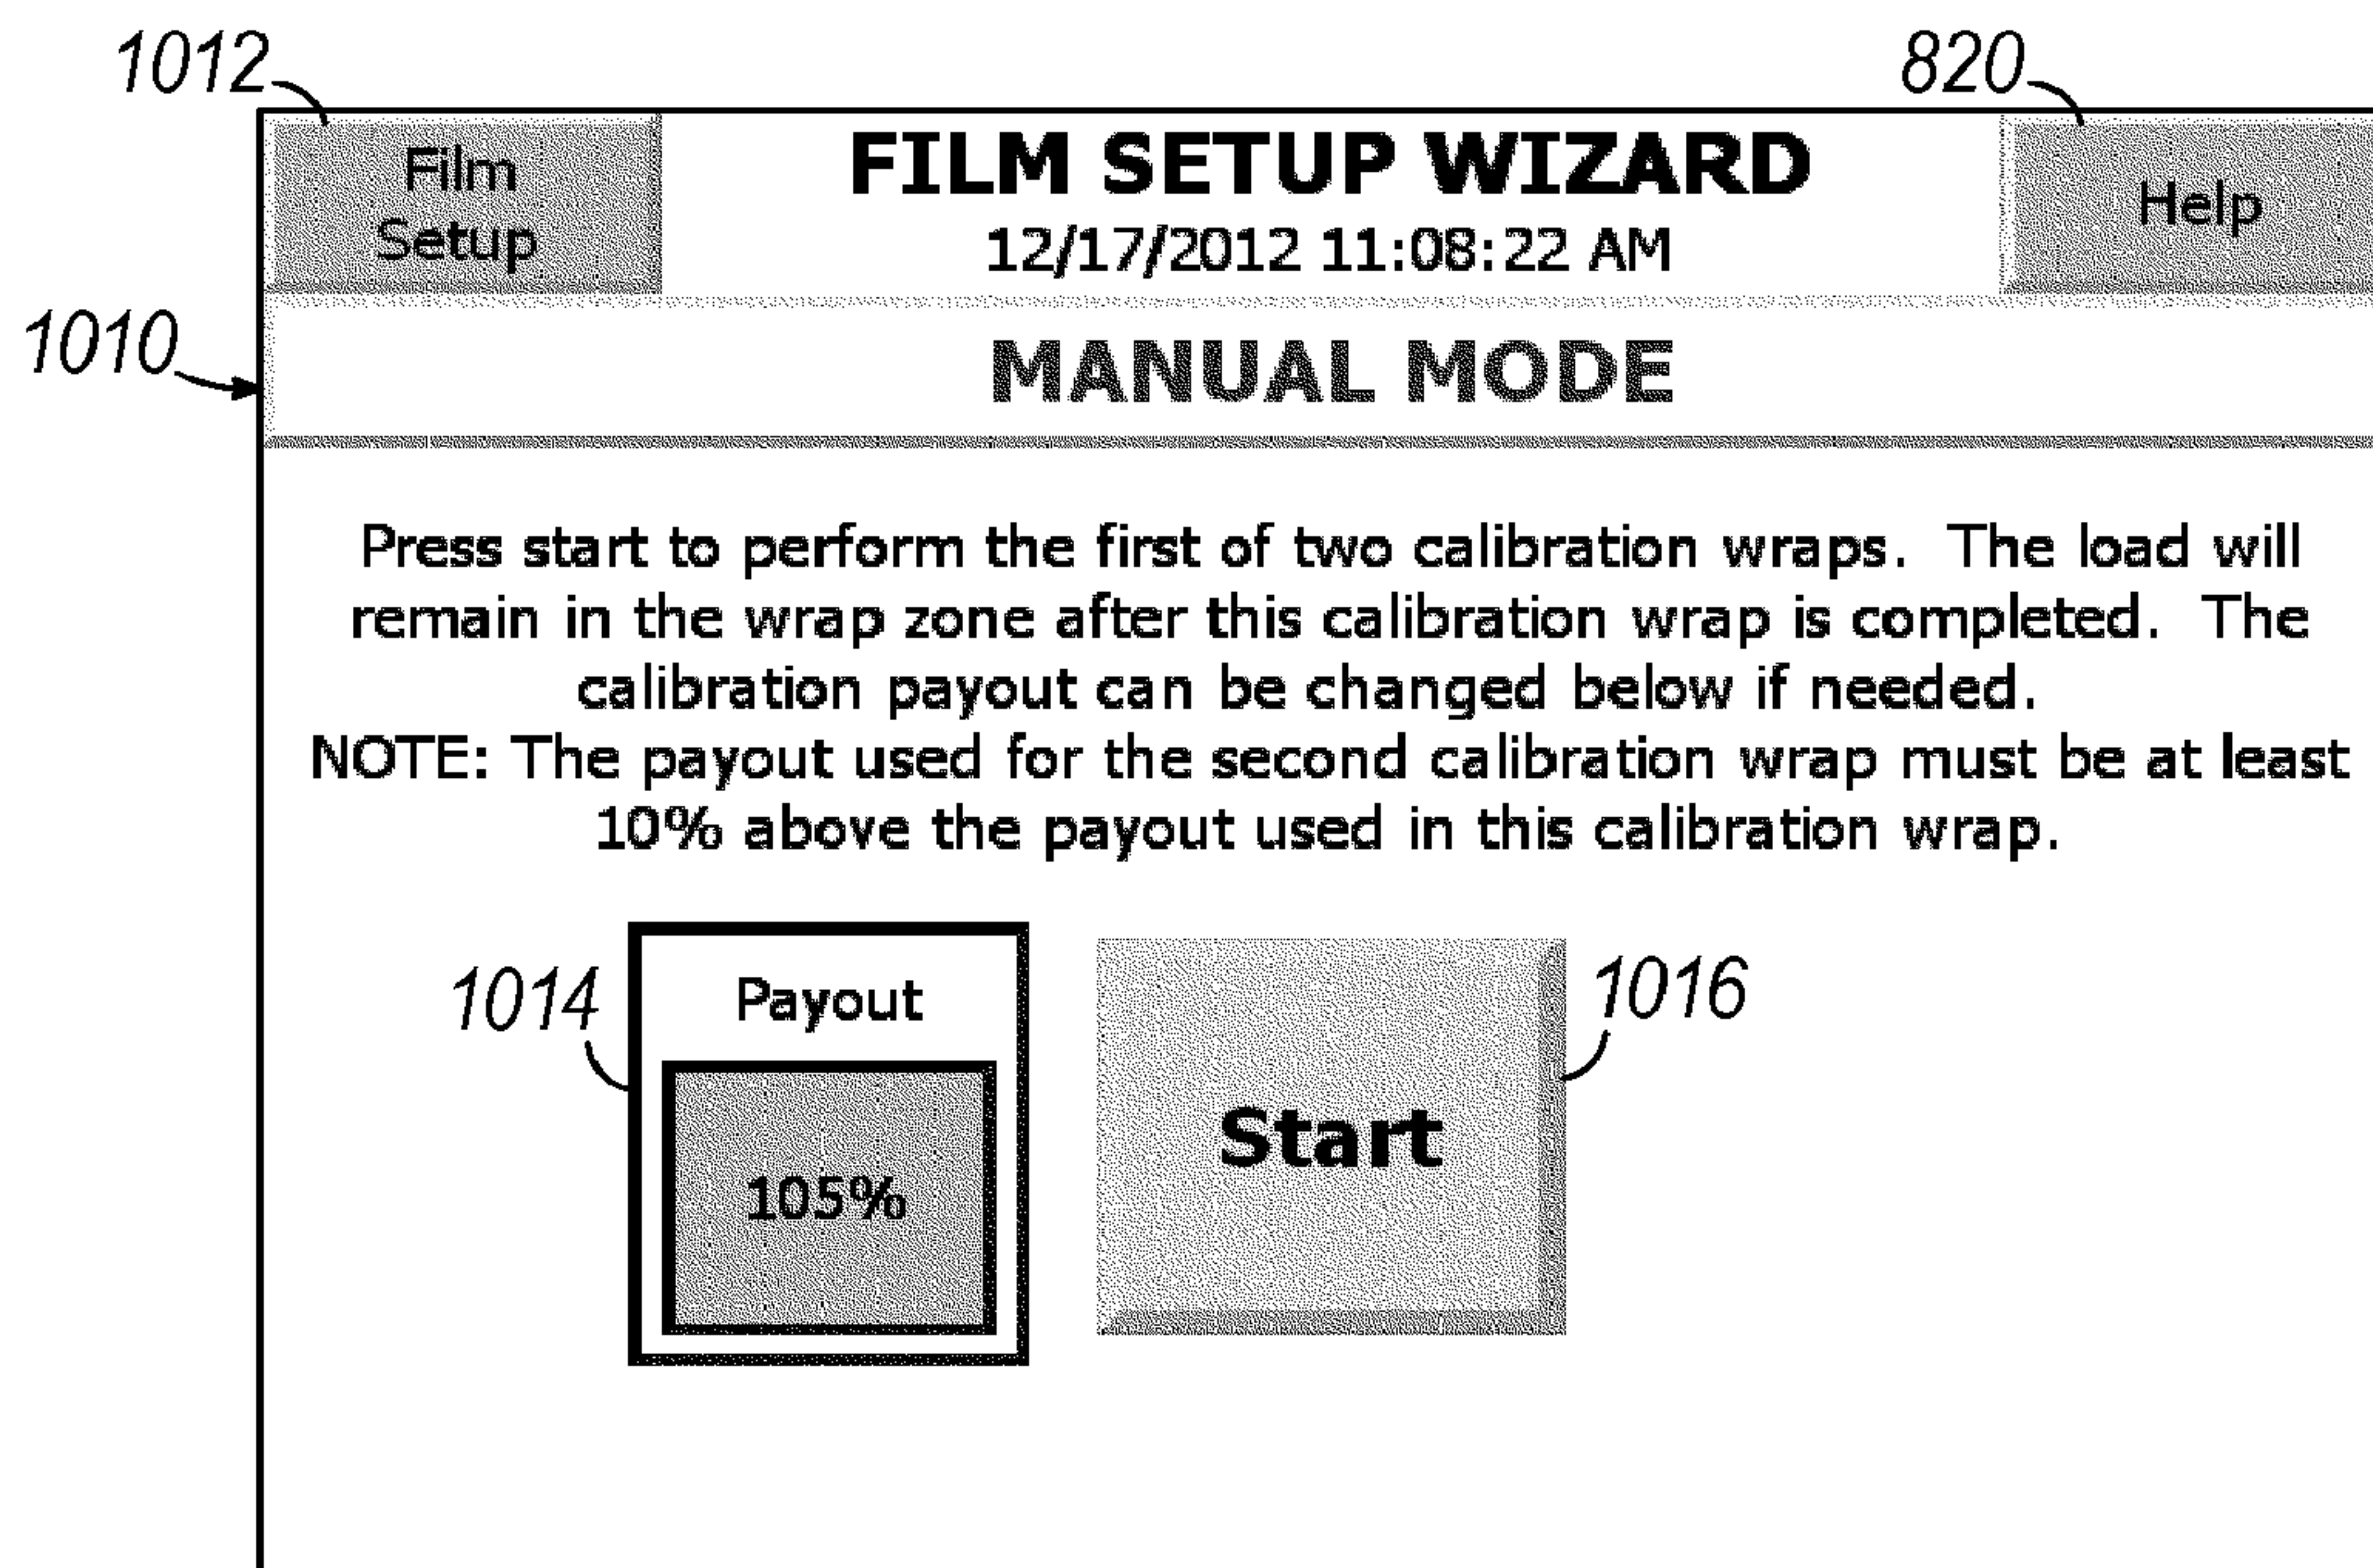 1012
820
Film
Setup
FILM SETUP WIZARD
12/17/2012 11:08:22 AM
Help
1010
MANUAL MODE
Press start to perform the first of two calibration wraps. The load will
remain in the wrap zone after this calibration wrap is completed. The
calibration payout can be changed below if needed.
NOTE: The payout used for the second calibration wrap must be at least
10% above the payout used in this calibration wrap.
1014
Payout
105%
Start
1016